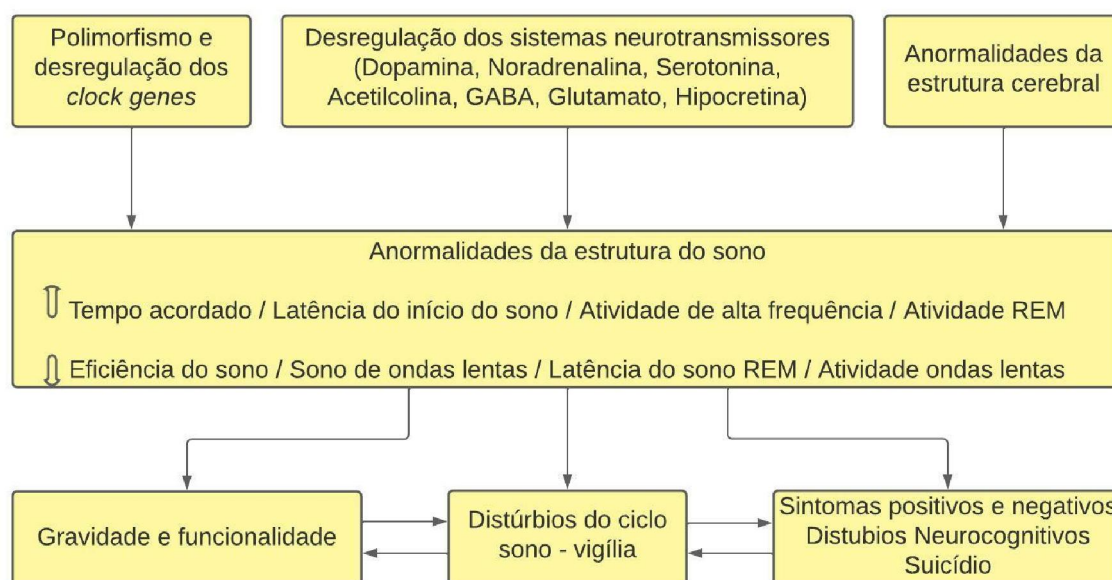 Polimorfismo e
desregulação dos
clock genes
Desregulação dos sistemas neurotransmissores
(Dopamina, Noradrenalina, Serotonina,
Acetilcolina, GABA, Glutamato, Hipocretina)
Anormalidades da
estrutura cerebral
Anormalidades da estrutura do sono
Tempo acordado / Latência do início do sono / Atividade de alta frequência / Atividade REM
Eficiência do sono / Sono de ondas lentas / Latência do sono REM / Atividade ondas lentas
Gravidade e funcionalidade
Distúrbios do ciclo
sono - vigília
Sintomas positivos e negativos
Distubios Neurocognitivos
Suicídio